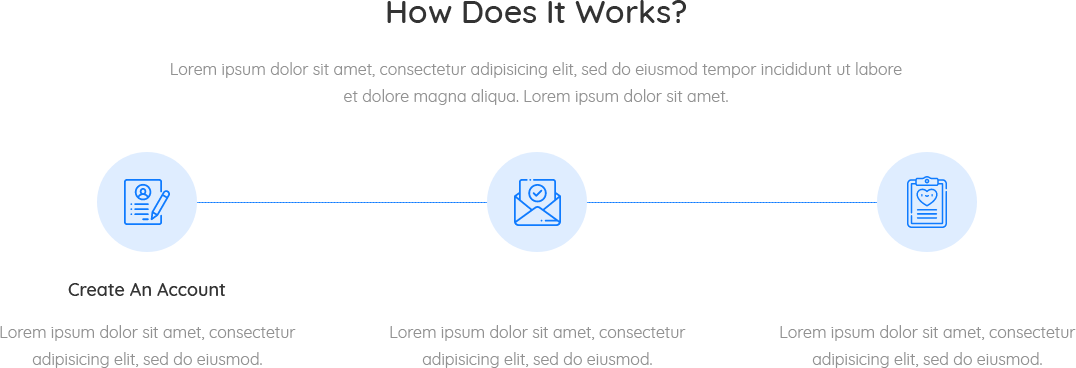 How Does It Works?
Lorem ipsum dolor sit amet, consectetur adipisicing elit, sed do eiusmod tempor incididunt ut labore
et dolore magna aliqua. Lorem ipsum dolor sit amet.
Create An Account
Lorem ipsum dolor sit amet, consectetur
adipisicing elit, sed do eiusmod.
Lorem ipsum dolor sit amet, consectetur
adipisicing elit, sed do eiusmod.
Lorem ipsum dolor sit amet, consectetur
adipisicing elit, sed do eiusmod.